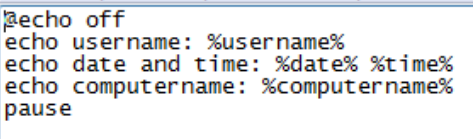 @echo off
echo username: %username%
echo date and time: %date% %time%
echo computername: %computername%
pause